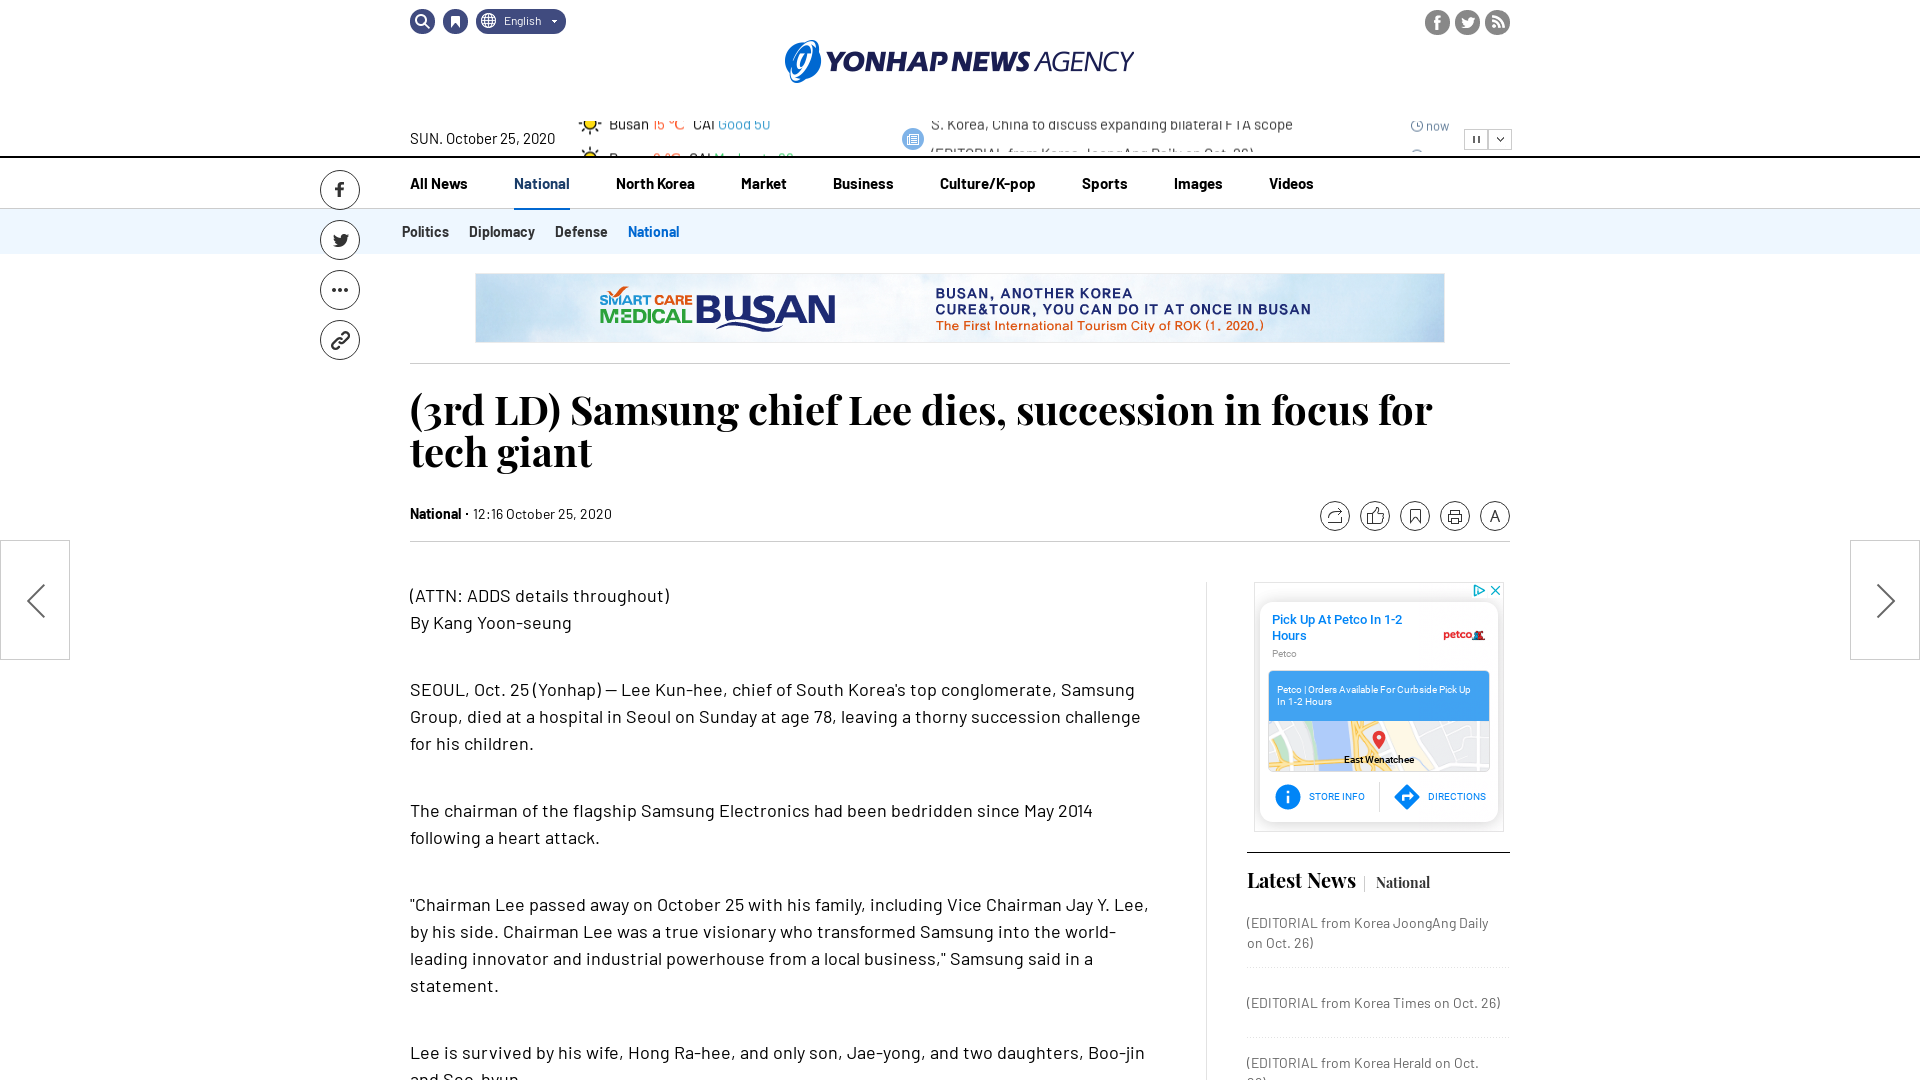 English
YONHAP NEWS AGENCY
SUN. October 25, 2020
Busan 15 ℃ CAI Good 50
S. Korea, China to discuss expanding bilateral FTA scope
now
(EDITORIAL from Korea JoongAng Daily on Oct. 26)
All News National North Korea Market Business Culture/K-pop Sports Images Videos
Politics Diplomacy Defense National
SMART CARE
MEDICAL BUSAN
BUSAN, ANOTHER KOREA
CURE&TOUR, YOU CAN DO IT AT ONCE IN BUSAN
The First International Tourism City of ROK (1. 2020.)
(3rd LD) Samsung chief Lee dies, succession in focus for
tech giant
National · 12:16 October 25, 2020
A
(ATTN: ADDS details throughout)
By Kang Yoon-seung
SEOUL, Oct. 25 (Yonhap) — Lee Kun-hee, chief of South Korea's top conglomerate, Samsung
Group, died at a hospital in Seoul on Sunday at age 78, leaving a thorny succession challenge
for his children.
The chairman of the flagship Samsung Electronics had been bedridden since May 2014
following a heart attack.
"Chairman Lee passed away on October 25 with his family, including Vice Chairman Jay Y. Lee,
by his side. Chairman Lee was a true visionary who transformed Samsung into the world-
leading innovator and industrial powerhouse from a local business," Samsung said in a
statement.
Lee is survived by his wife, Hong Ra-hee, and only son, Jae-yong, and two daughters, Boo-jin
and Seo-hyun.
Pick Up At Petco In 1-2
Hours
petco
Petco
Petco | Orders Available For Curbside Pick Up
In 1-2 Hours
East Wenatchee
STORE INFO
DIRECTIONS
Latest News National
(EDITORIAL from Korea JoongAng Daily
on Oct. 26)
(EDITORIAL from Korea Times on Oct. 26)
(EDITORIAL from Korea Herald on Oct.
26)